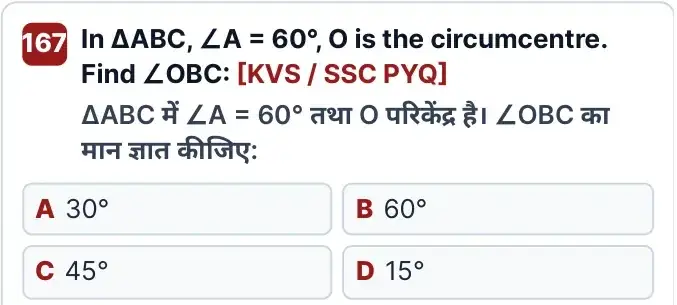 167 In ΔABC, ∠A = 60°, O is the circumcentre.
Find ∠OBC: [KVS / SSC PYQ]
ΔABC में ∠A = 60° तथा O परिकेंद्र है। ∠OBC का
मान ज्ञात कीजिए:
A 30°
B 60°
C 45°
D 15°